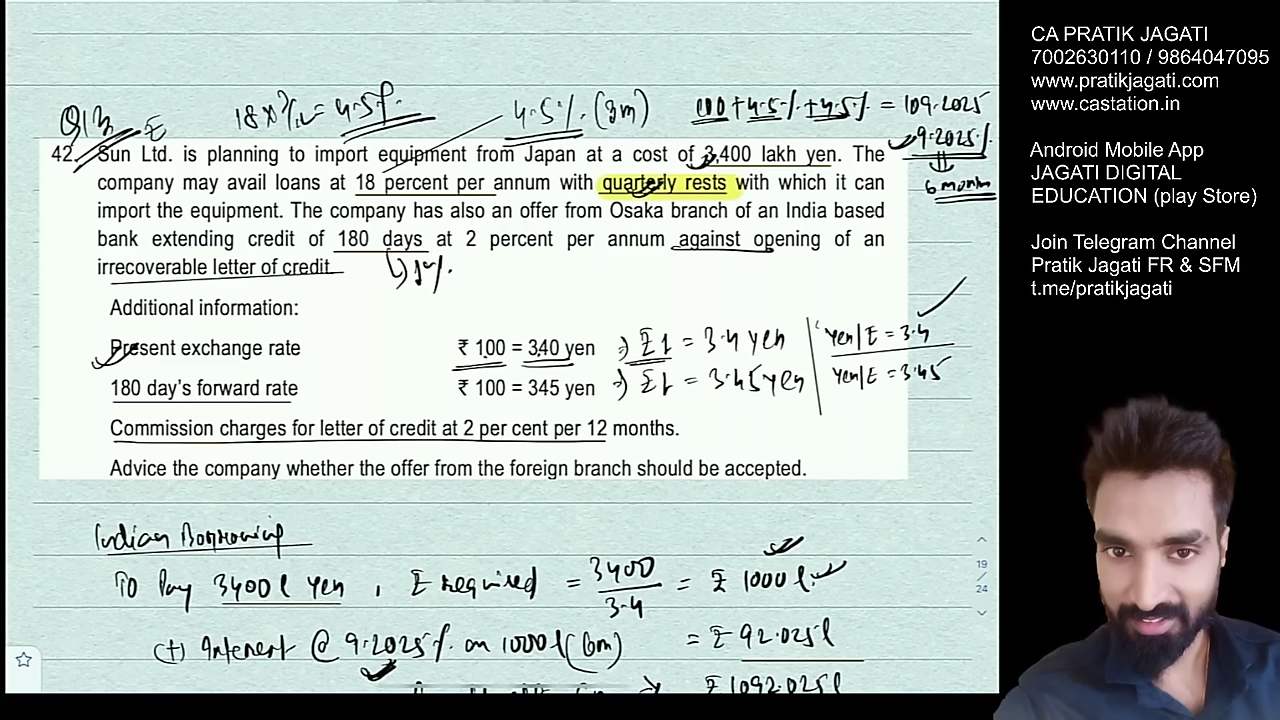 Q13 ₹ 18 x 3/12 = 4.5%. 4.5% (3m) 100 + 4.5% + 4.5% = 109.2025
9.2025%
6 months
42. Sun Ltd. is planning to import equipment from Japan at a cost of 3,400 lakh yen. The
company may avail loans at 18 percent per annum with quarterly rests with which it can
import the equipment. The company has also an offer from Osaka branch of an India based
bank extending credit of 180 days at 2 percent per annum against opening of an
irrecoverable letter of credit.
Additional information:
Present exchange rate ₹ 100 = 340 yen ⇒ ₹1 = 3.4 yen Yen/₹ = 3.4
180 day's forward rate ₹ 100 = 345 yen ⇒ ₹1 = 3.45 yen Yen/₹ = 3.45
Commission charges for letter of credit at 2 per cent per 12 months.
Advice the company whether the offer from the foreign branch should be accepted.
Indian Borrowing
To Pay 3400 l yen, ₹ required = 3400/3.4 = ₹ 1000 l
(+) Interest @ 9.2025% on 1000 l (6m) = ₹ 92.025 l
₹ 1092.025 l
19
/
24
CA PRATIK JAGATI
7002630110 / 9864047095
www.pratikjagati.com
www.castation.in
Android Mobile App
JAGATI DIGITAL
EDUCATION (play Store)
Join Telegram Channel
Pratik Jagati FR & SFM
t.me/pratikjagati